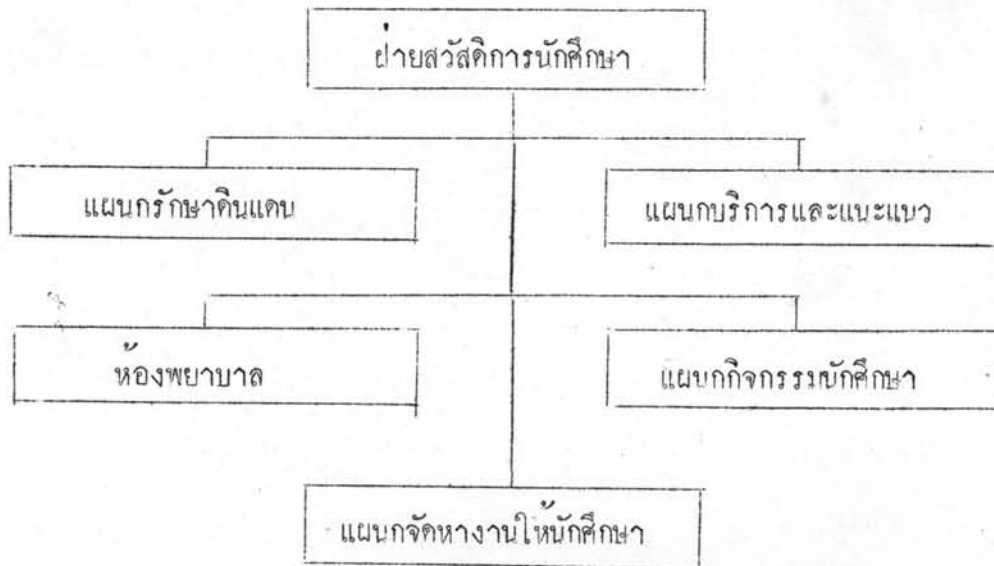 ฝ่ายสวัสดิการนักศึกษา
แผนกรักษาดินแดน
แผนกบริการและแนะแนว
ห้องพยาบาล
แผนกกิจกรรมนักศึกษา
แผนกจัดหางานให้นักศึกษา